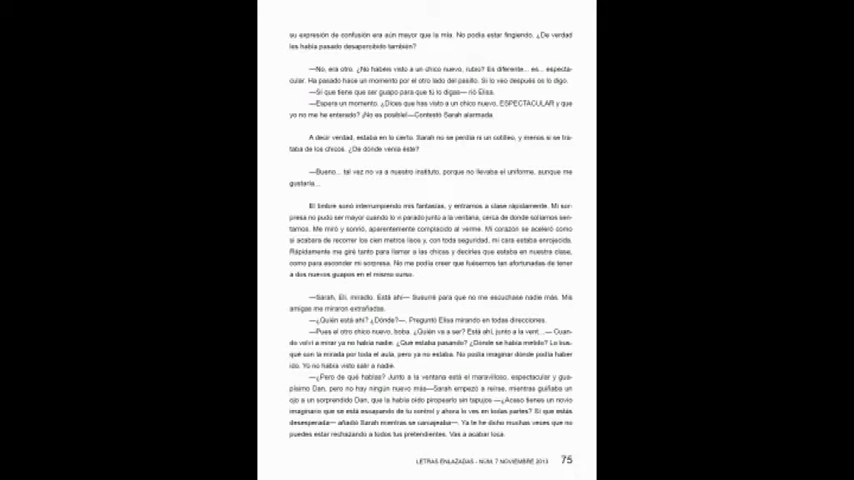 su expresión de confusión era aún mayor que la mía. No podía estar fingiendo. ¿De verdad
les había pasado desapercibido también?
—No, era otro. ¿No habéis visto a un chico nuevo, rubio? Es diferente... es... especta-
cular. Ha pasado hace un momento por el otro lado del pasillo. Si lo veo después os lo digo.
—Sí que tiene que ser guapo para que tú lo digas— rió Elisa.
—Espera un momento. ¿Dices que has visto a un chico nuevo, ESPECTACULAR y que
yo no me he enterado? ¡No es posible!—Contestó Sarah alarmada.
A decir verdad, estaba en lo cierto. Sarah no se perdía ni un cotilleo, y menos si se tra-
taba de los chicos. ¿De dónde venía éste?
—Bueno... tal vez no va a nuestro instituto, porque no llevaba el uniforme, aunque me
gustaría...
El timbre sonó interrumpiendo mis fantasías, y entramos a clase rápidamente. Mi sor-
presa no pudo ser mayor cuando lo vi parado junto a la ventana, cerca de donde solíamos sen-
tarnos. Me miró y sonrió, aparentemente complacido al verme. Mi corazón se aceleró como
si acabara de recorrer los cien metros lisos y, con toda seguridad, mi cara estaba enrojecida.
Rápidamente me giré tanto para llamar a las chicas y decirles que estaba en nuestra clase,
como para esconder mi sorpresa. No me podía creer que fuésemos tan afortunadas de tener
a dos nuevos guapos en el mismo curso.
—Sarah, Eli, miradlo. Está ahí— Susurré para que no me escuchase nadie más. Mis
amigas me miraron extrañadas.
—¿Quién está ahí? ¿Dónde?—. Preguntó Elisa mirando en todas direcciones.
—Pues el otro chico nuevo, boba. ¿Quién va a ser? Está ahí, junto a la vent...— Cuan-
do volví a mirar ya no había nadie. ¿Qué estaba pasando? ¿Dónde se había metido? Lo bus-
qué con la mirada por toda el aula, pero ya no estaba. No podía imaginar dónde podía haber
ido. Yo no había visto salir a nadie.
—¿Pero de qué hablas? Junto a la ventana está el maravilloso, espectacular y gua-
písimo Dan, pero no hay ningún nuevo más—Sarah empezó a reírse, mientras guiñaba un
ojo a un sorprendido Dan, que la había oído piropearlo sin tapujos —¿Acaso tienes un novio
imaginario que se está escapando de tu control y ahora lo ves en todas partes? Sí que estás
desesperada— añadió Sarah mientras se carcajeaba—. Ya te he dicho muchas veces que no
puedes estar rechazando a todos tus pretendientes. Vas a acabar loca.
LETRAS ENLAZADAS - NÚM. 7 NOVIEMBRE 2013 75